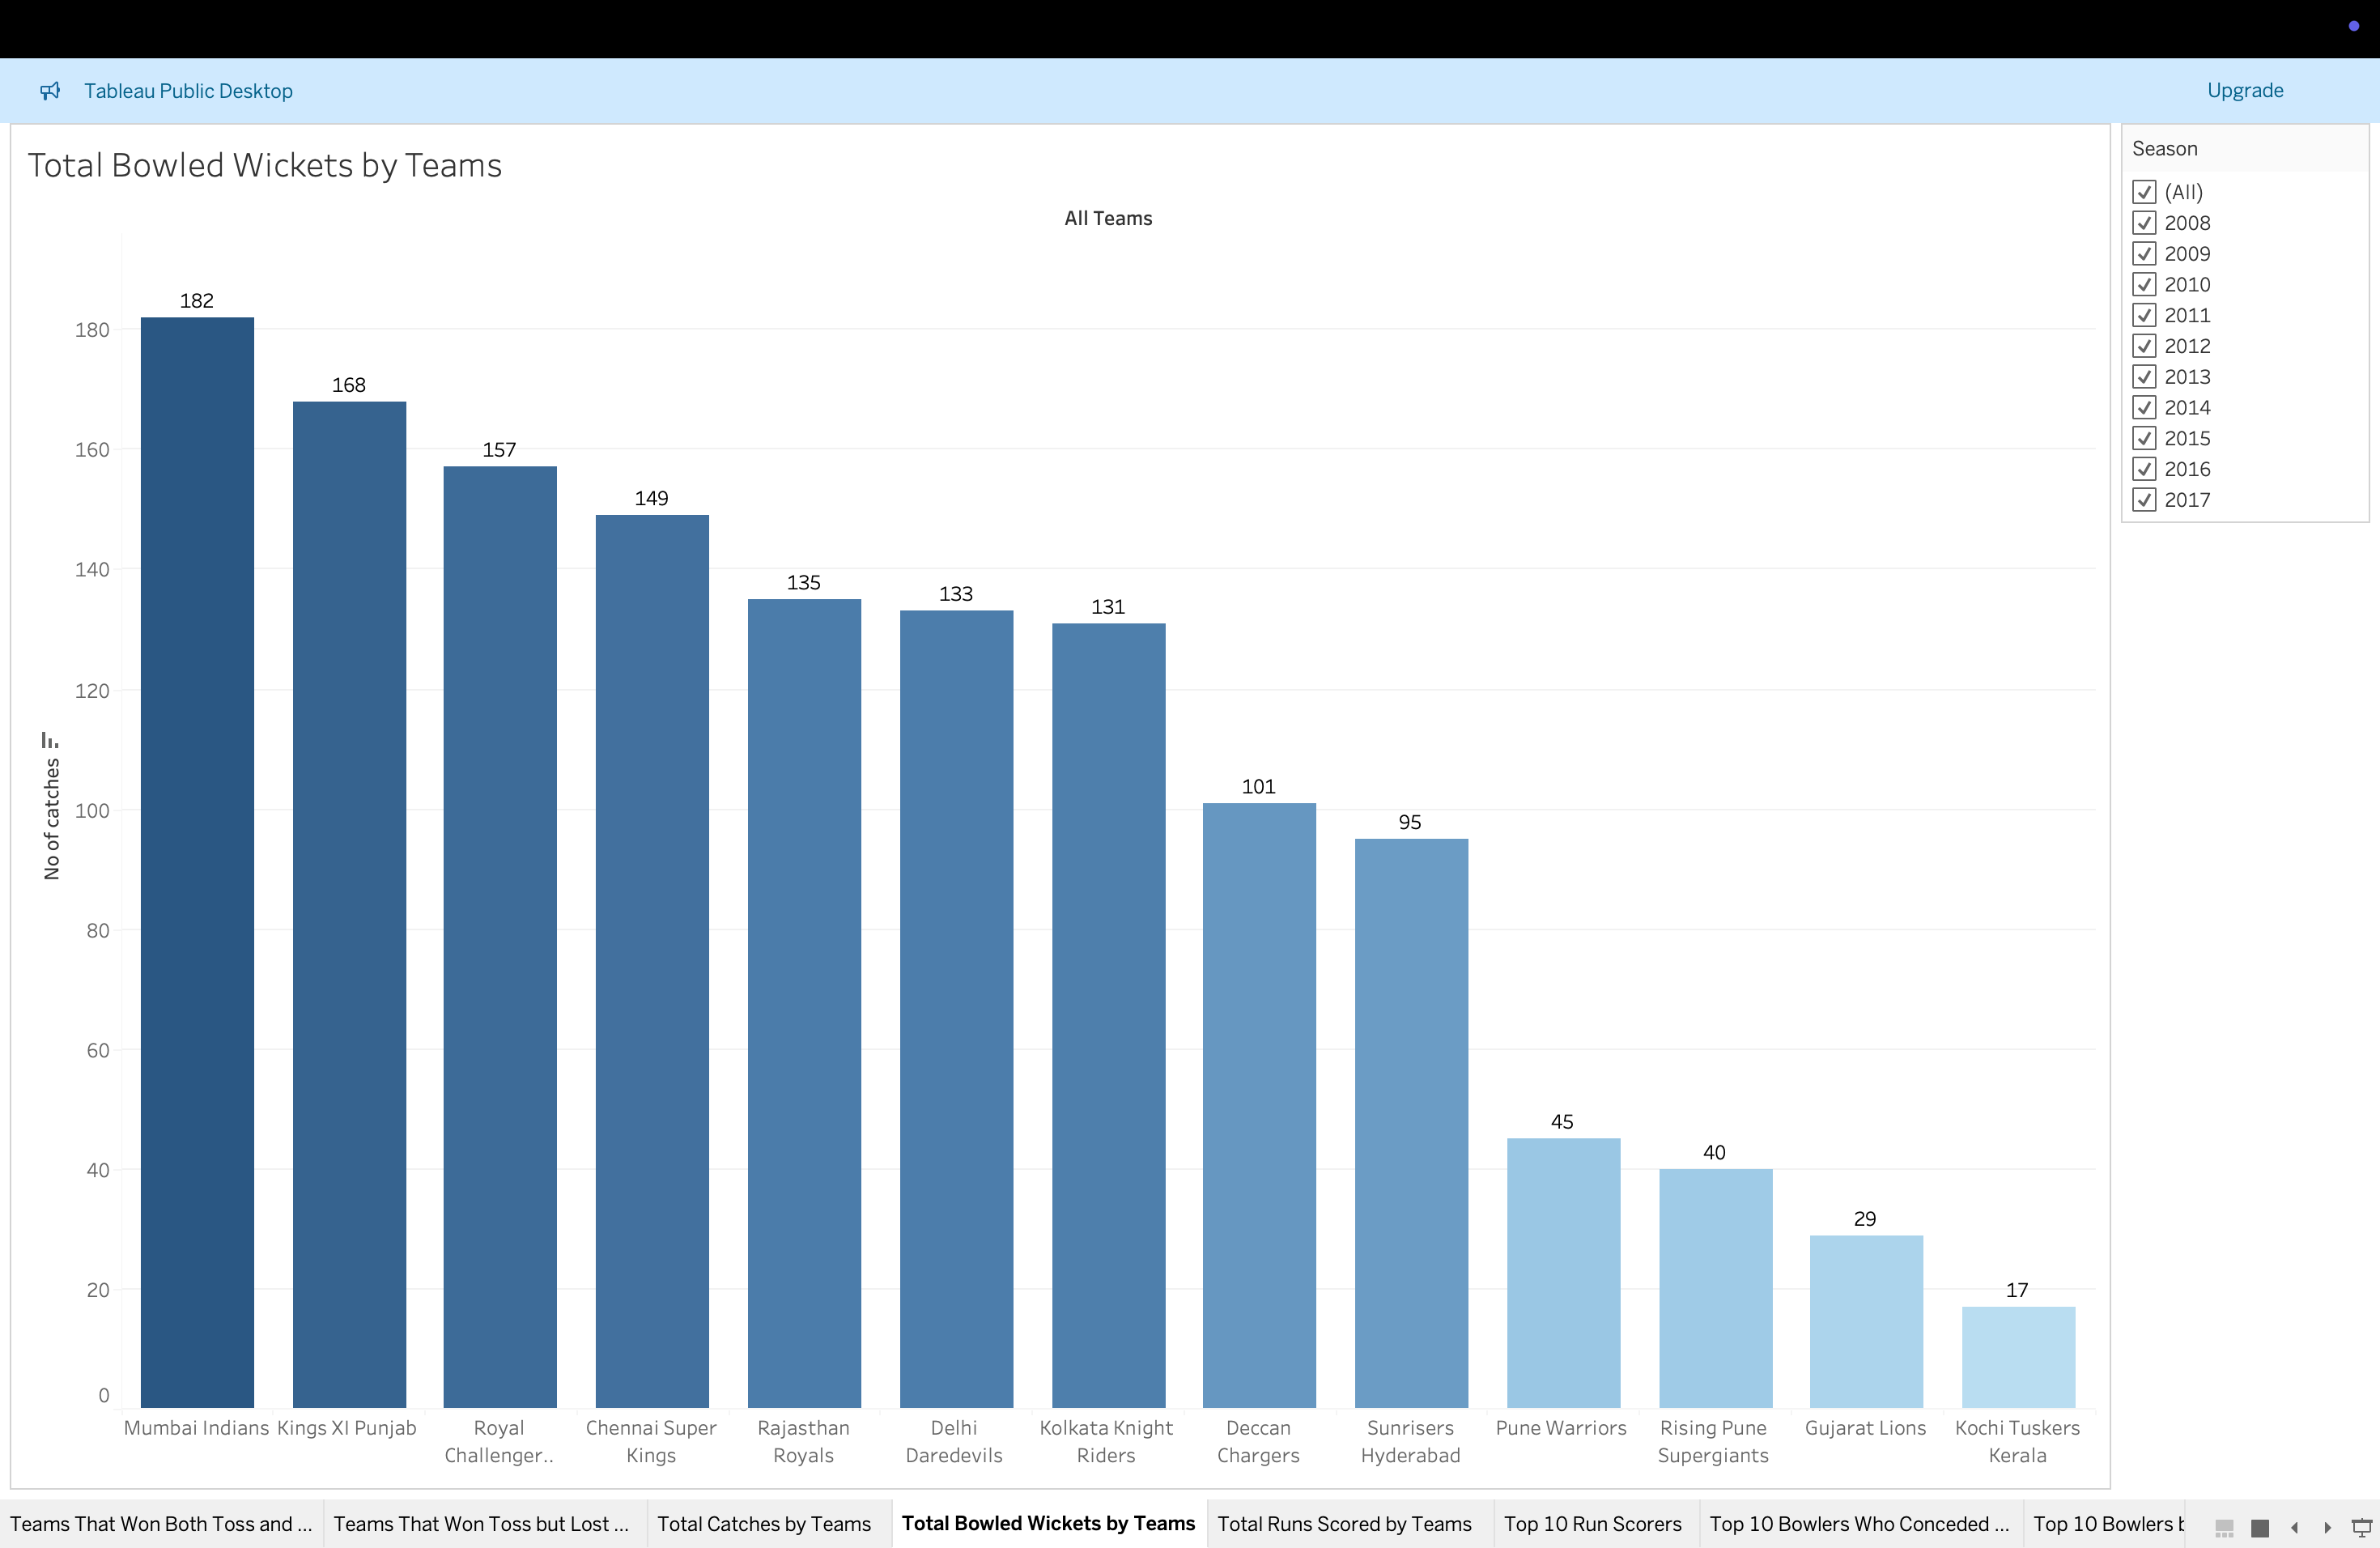 Tableau Public Desktop
Upgrade
Total Bowled Wickets by Teams
All Teams
182
168
157
149
135
133
131
101
95
45
40
29
17
180
160
140
120
100
80
60
40
20
0
No of catches
Mumbai Indians
Kings XI Punjab
Royal
Challenger..
Chennai Super
Kings
Rajasthan
Royals
Delhi
Daredevils
Kolkata Knight
Riders
Deccan
Chargers
Sunrisers
Hyderabad
Pune Warriors
Rising Pune
Supergiants
Gujarat Lions
Kochi Tuskers
Kerala
Season
(All)
2008
2009
2010
2011
2012
2013
2014
2015
2016
2017
Teams That Won Both Toss and ...
Teams That Won Toss but Lost ...
Total Catches by Teams
Total Bowled Wickets by Teams
Total Runs Scored by Teams
Top 10 Run Scorers
Top 10 Bowlers Who Conceded ...
Top 10 Bowlers